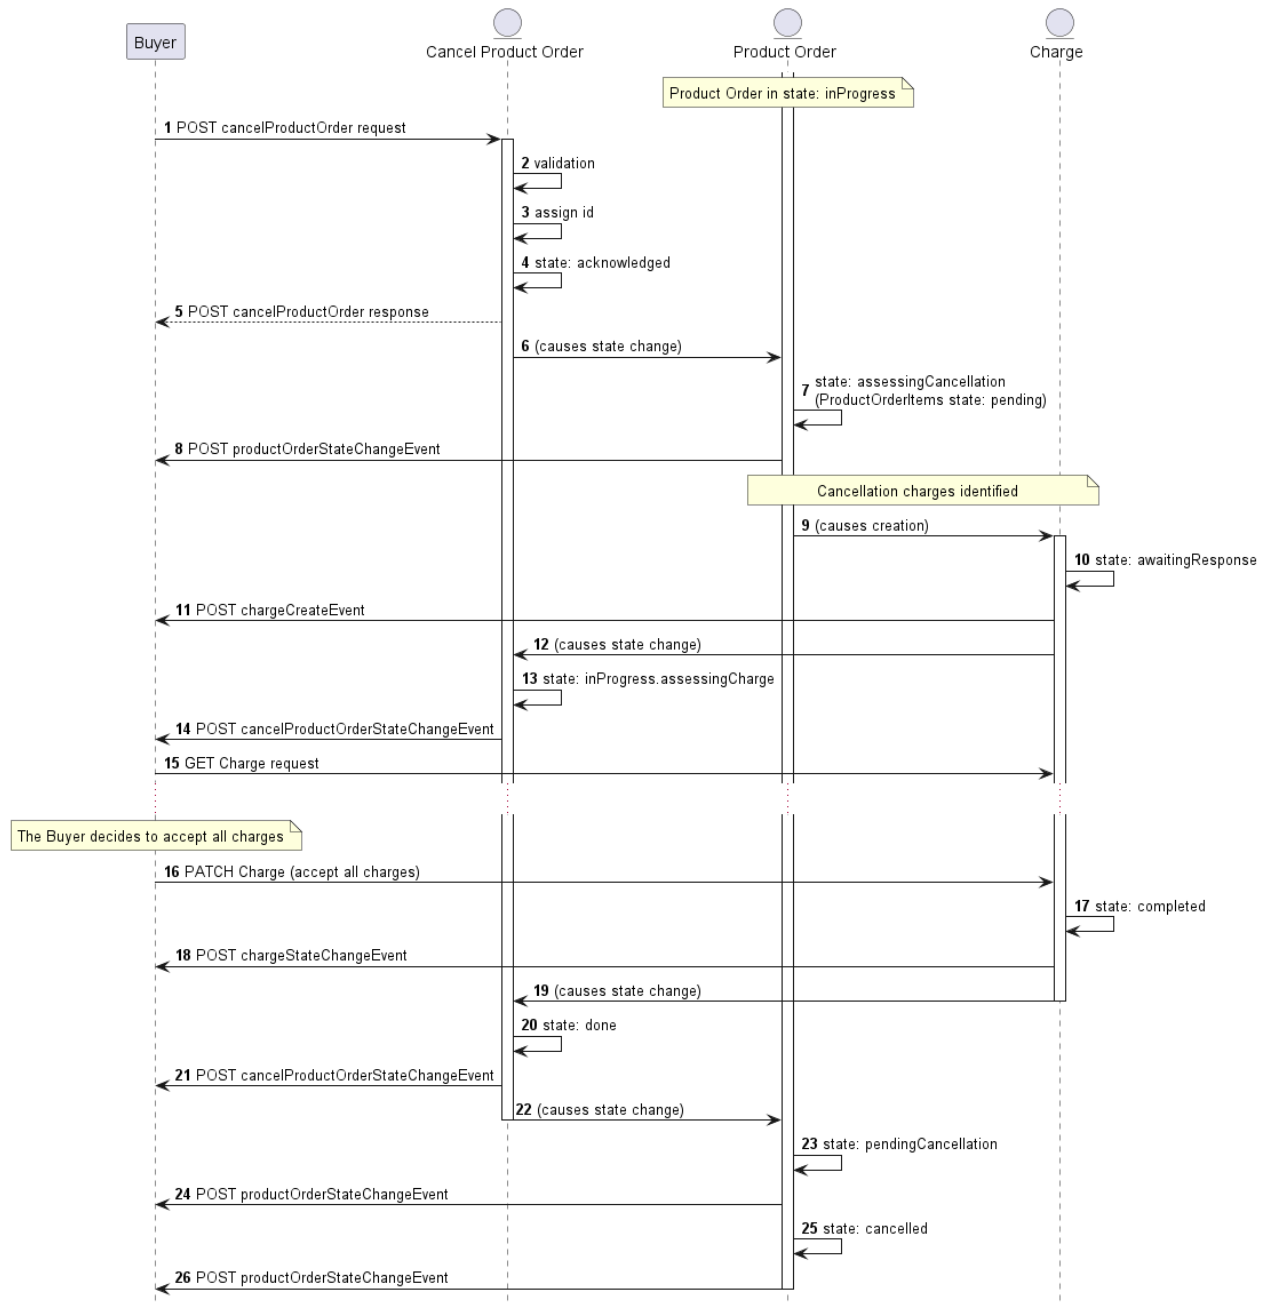 Buyer
Cancel Product Order
Product Order
Charge
Product Order in state: inProgress
1 POST cancelProductOrder request
2 validation
3 assign id
4 state: acknowledged
5 POST cancelProductOrder response
6 (causes state change)
7 state: assessingCancellation
(ProductOrderItems state: pending)
8 POST productOrderStateChangeEvent
Cancellation charges identified
9 (causes creation)
10 state: awaitingResponse
11 POST chargeCreateEvent
12 (causes state change)
13 state: inProgress.assessingCharge
14 POST cancelProductOrderStateChangeEvent
15 GET Charge request
The Buyer decides to accept all charges
16 PATCH Charge (accept all charges)
17 state: completed
18 POST chargeStateChangeEvent
19 (causes state change)
20 state: done
21 POST cancelProductOrderStateChangeEvent
22 (causes state change)
23 state: pendingCancellation
24 POST productOrderStateChangeEvent
25 state: cancelled
26 POST productOrderStateChangeEvent